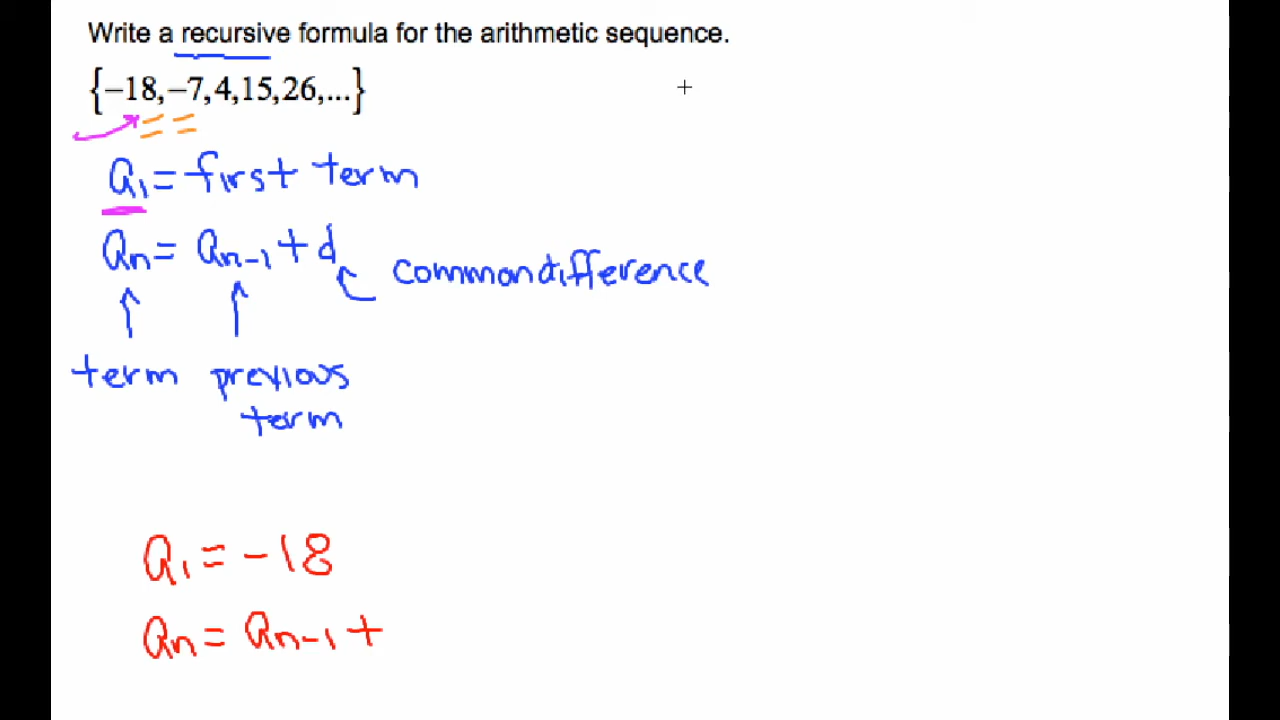 Write a recursive formula for the arithmetic sequence.
{−18,−7,4,15,26,...}
a₁ = first term
aₙ = aₙ₋₁ + d
common difference
term previous
term
a₁ = -18
aₙ = aₙ₋₁ +